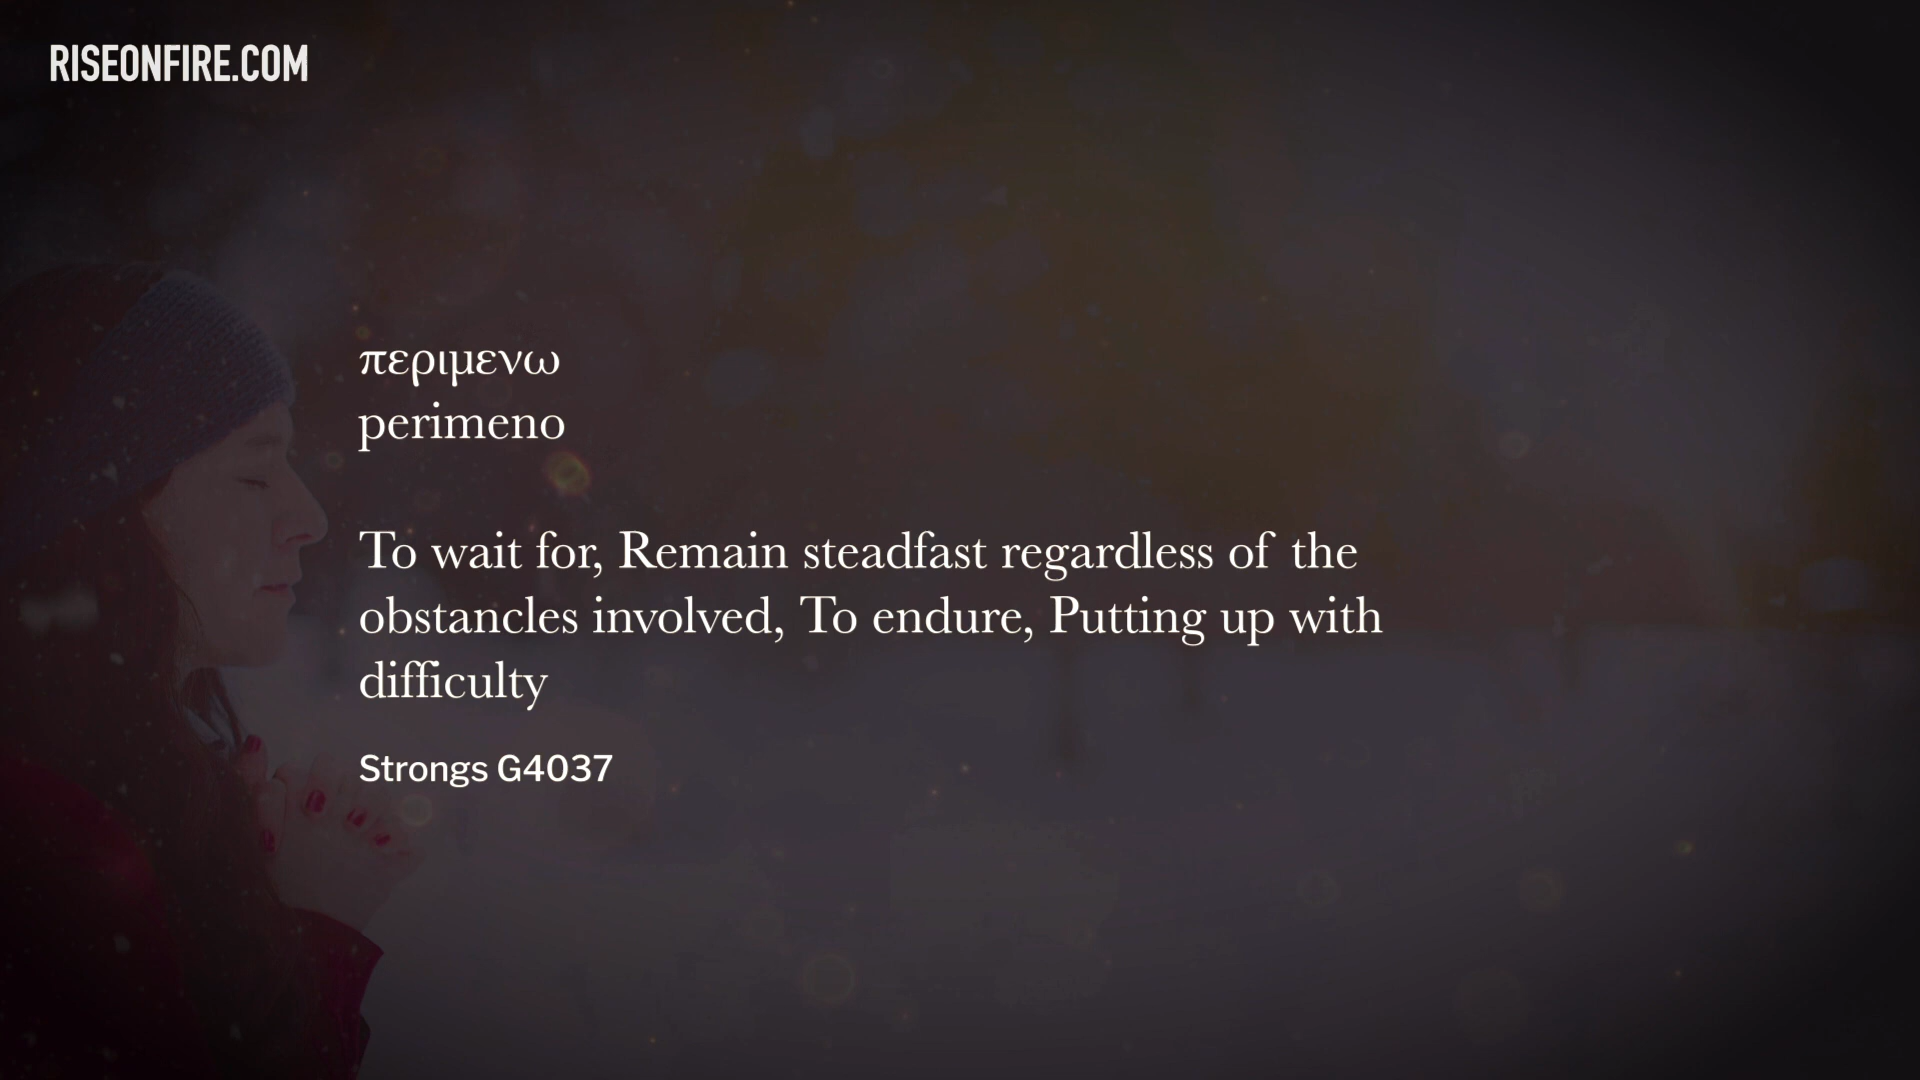 RISEONFIRE.COM
περιμενω
perimeno
To wait for, Remain steadfast regardless of the
obstancles involved, To endure, Putting up with
difficulty
Strongs G4037